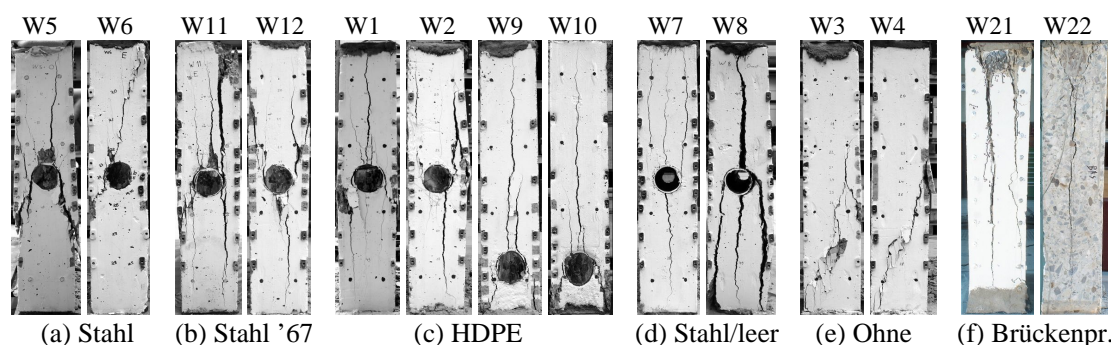 W5 W6 W11 W12 W1 W2 W9 W10 W7 W8 W3 W4 W21 W22
(a) Stahl (b) Stahl ’67 (c) HDPE (d) Stahl/leer (e) Ohne (f) Brückenpr.